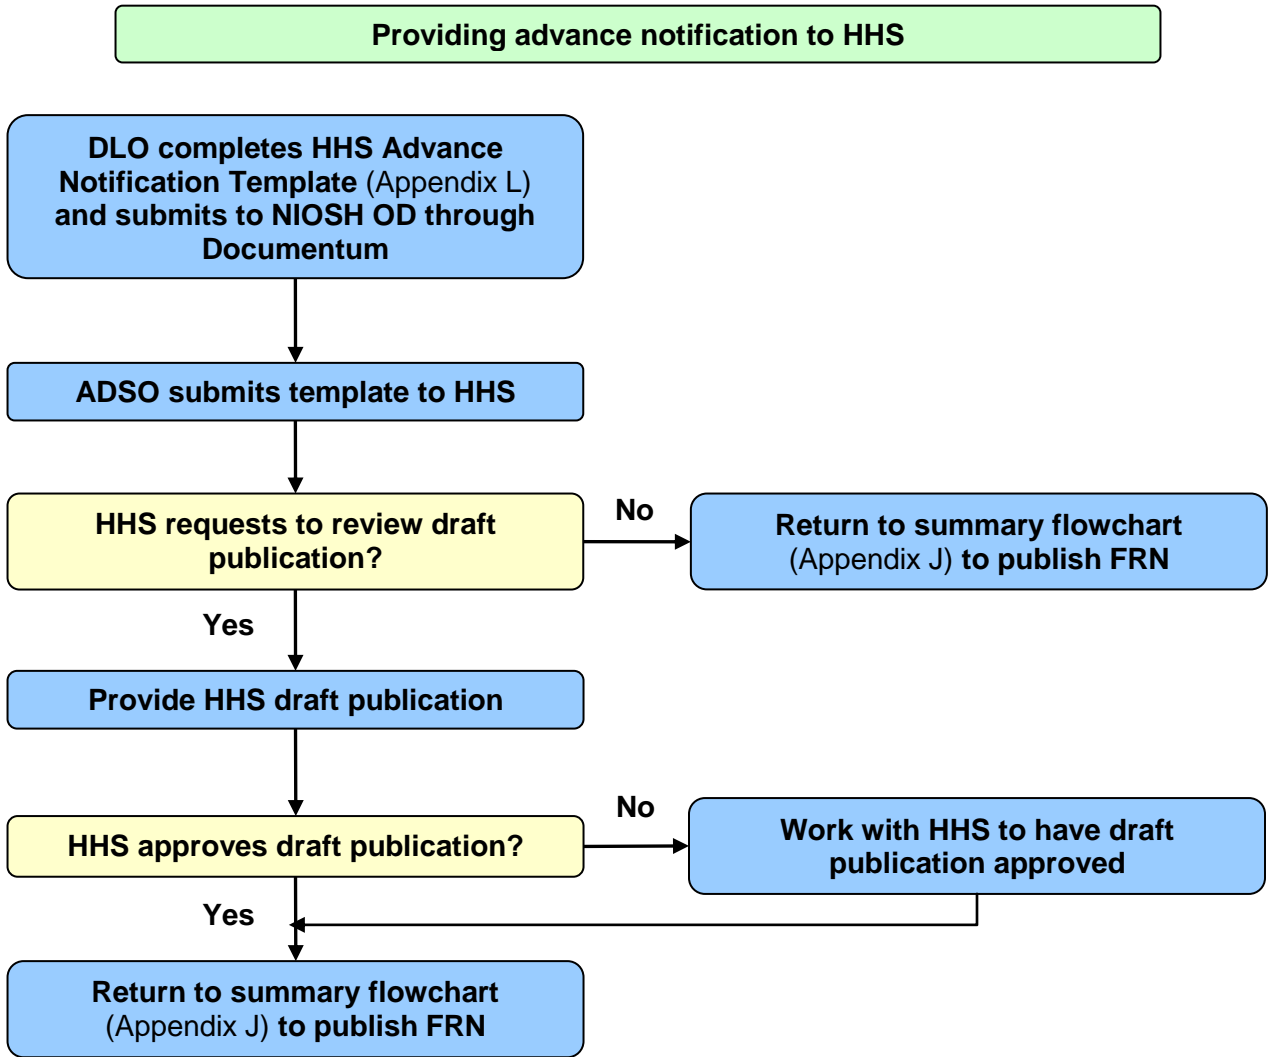 Providing advance notification to HHS
DLO completes HHS Advance
Notification Template (Appendix L)
and submits to NIOSH OD through
Documentum
ADSO submits template to HHS
HHS requests to review draft
publication?
No
Return to summary flowchart
(Appendix J) to publish FRN
Yes
Provide HHS draft publication
HHS approves draft publication?
No
Work with HHS to have draft
publication approved
Yes
Return to summary flowchart
(Appendix J) to publish FRN